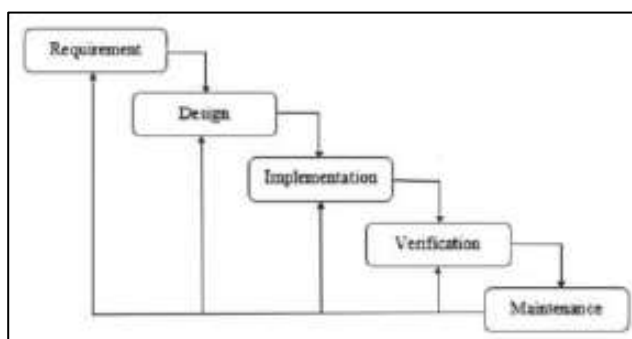 Requirement
Design
Implementation
Verification
Maintenance